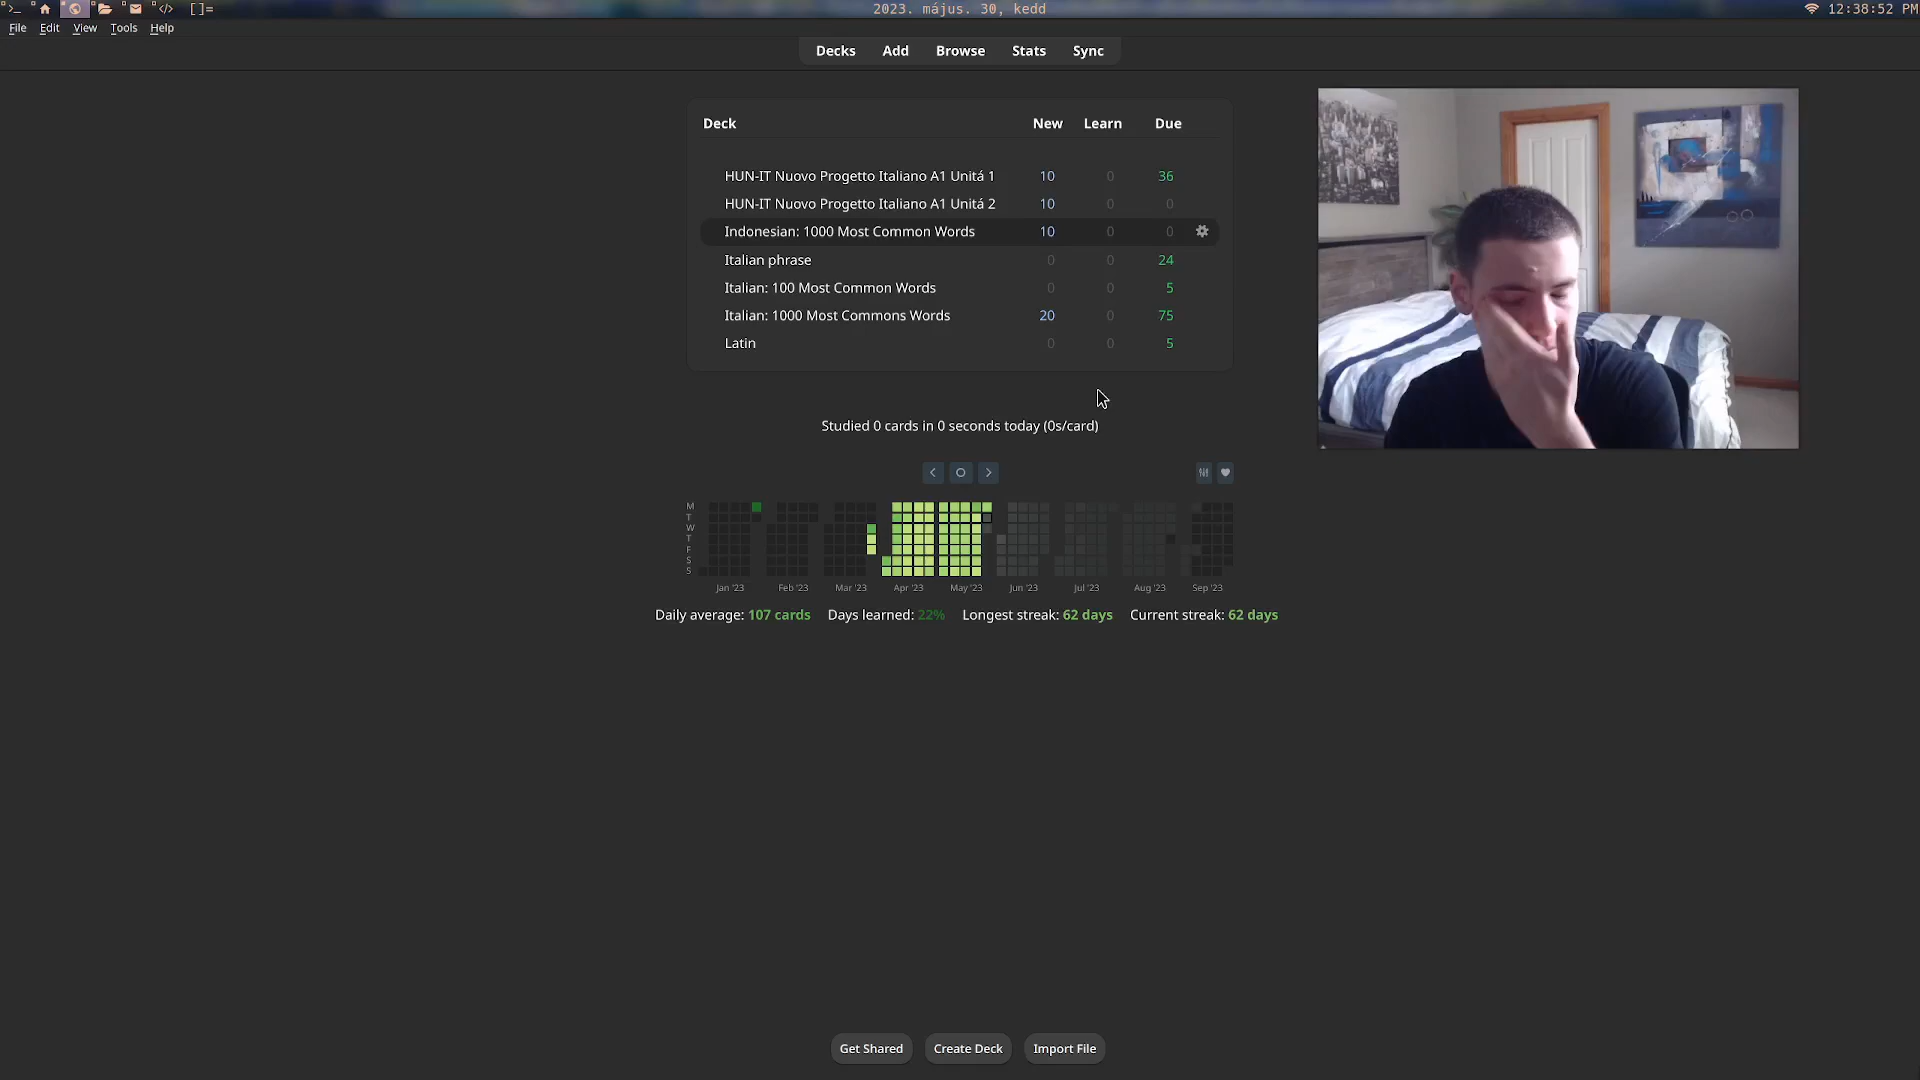 []= 2023. május. 30, kedd 12:38:52 PM
File Edit View Tools Help
Decks Add Browse Stats Sync
Deck New Learn Due
HUN-IT Nuovo Progetto Italiano A1 Unitá 1 10 0 36
HUN-IT Nuovo Progetto Italiano A1 Unitá 2 10 0 0
Indonesian: 1000 Most Common Words 10 0 0
Italian phrase 0 0 24
Italian: 100 Most Common Words 0 0 5
Italian: 1000 Most Commons Words 20 0 75
Latin 0 0 5
Studied 0 cards in 0 seconds today (0s/card)
M
T
W
T
F
S
S
Jan '23 Feb '23 Mar '23 Apr '23 May '23 Jun '23 Jul '23 Aug '23 Sep '23
Daily average: 107 cards Days learned: 22% Longest streak: 62 days Current streak: 62 days
Get Shared Create Deck Import File